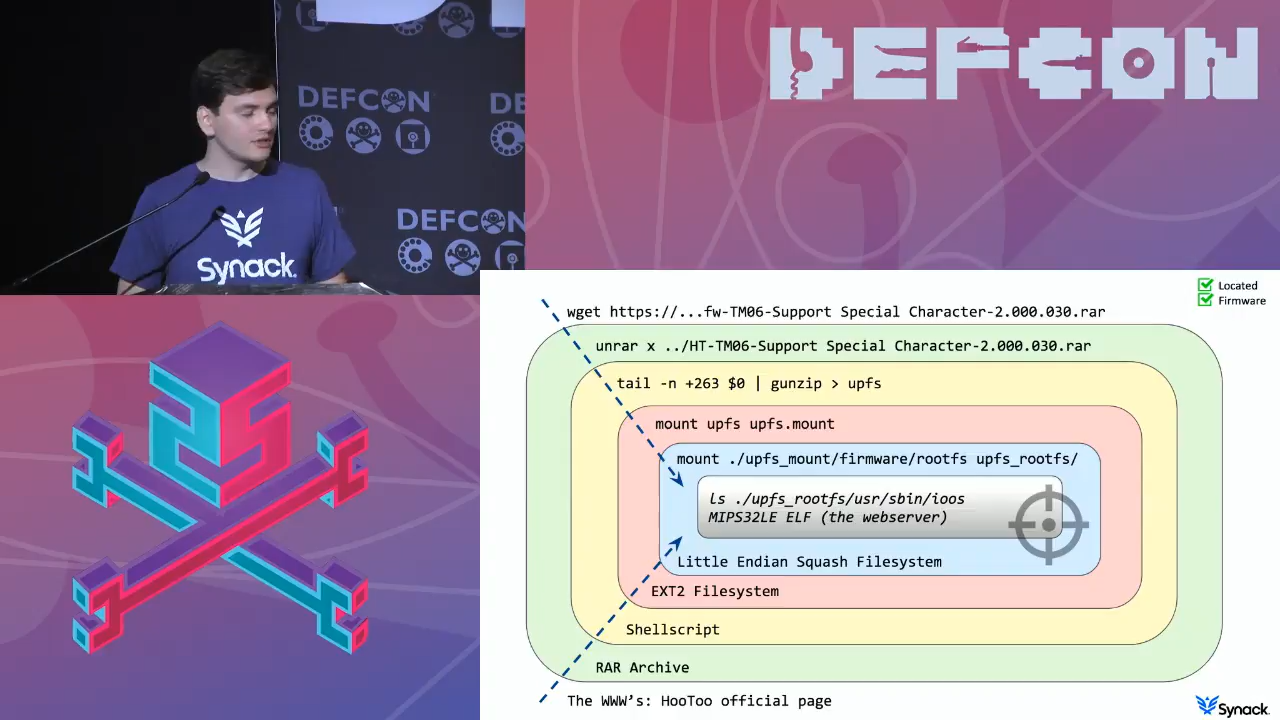 DEFCON
DEFCON
DE
DEFCON
Synack.
Located
Firmware
wget https://...fw-TM06-Support Special Character-2.000.030.rar
unrar x ../HT-TM06-Support Special Character-2.000.030.rar
tail -n +263 $0 | gunzip > upfs
mount upfs upfs.mount
mount ./upfs_mount/firmware/rootfs upfs_rootfs/
ls ./upfs_rootfs/usr/sbin/ioos
MIPS32LE ELF (the webserver)
Little Endian Squash Filesystem
EXT2 Filesystem
Shellscript
RAR Archive
The WWW's: HooToo official page
Synack.